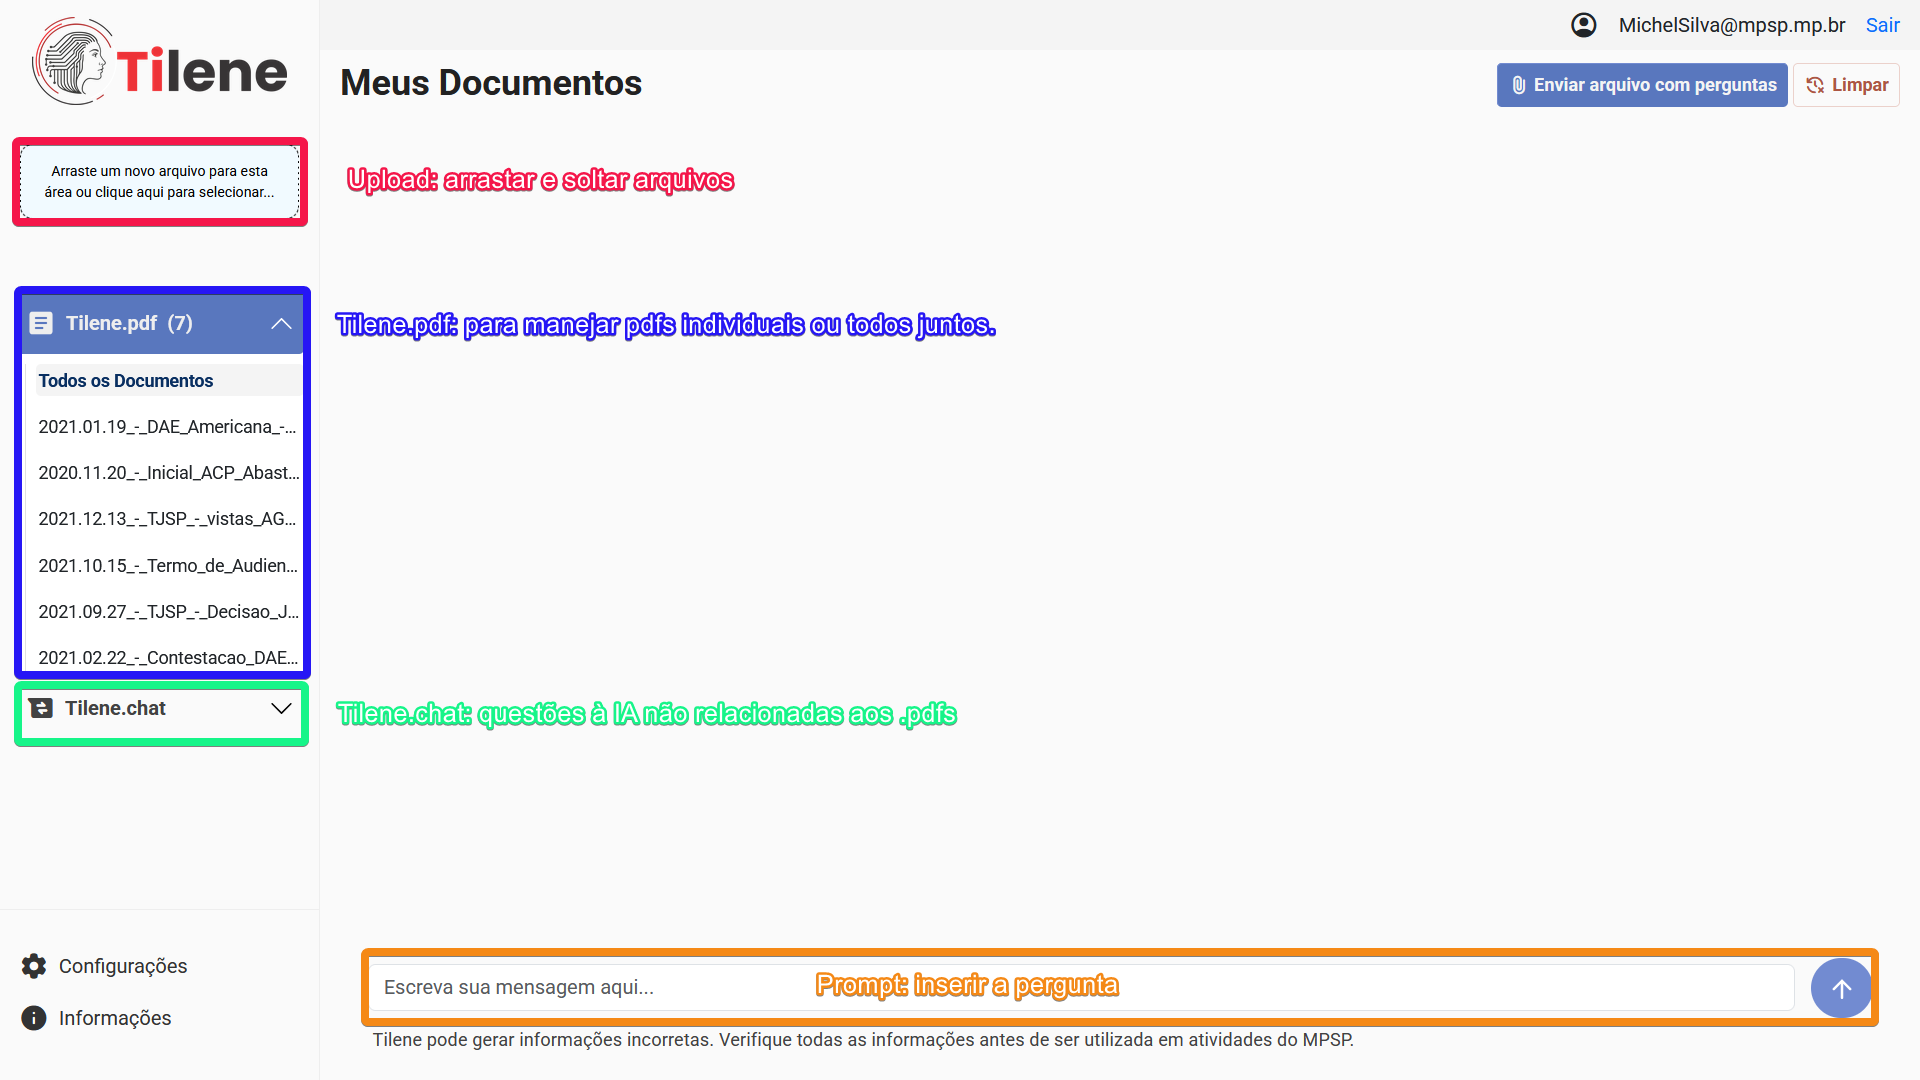 Tilene
MichelSilva@mpsp.mp.br Sair
Meus Documentos
Enviar arquivo com perguntas
Limpar
Arraste um novo arquivo para esta
área ou clique aqui para selecionar...
Upload: arrastar e soltar arquivos
Tilene.pdf (7)
Tilene.pdf: para manejar pdfs individuais ou todos juntos.
Todos os Documentos
2021.01.19_-_DAE_Americana_-...
2020.11.20_-_Inicial_ACP_Abast...
2021.12.13_-_TJSP_-_vistas_AG...
2021.10.15_-_Termo_de_Audien...
2021.09.27_-_TJSP_-_Decisao_J...
2021.02.22_-_Contestacao_DAE...
Tilene.chat
Tilene.chat: questões à IA não relacionadas aos .pdfs
Configurações
Informações
Escreva sua mensagem aqui...
Prompt: inserir a pergunta
Tilene pode gerar informações incorretas. Verifique todas as informações antes de ser utilizada em atividades do MPSP.